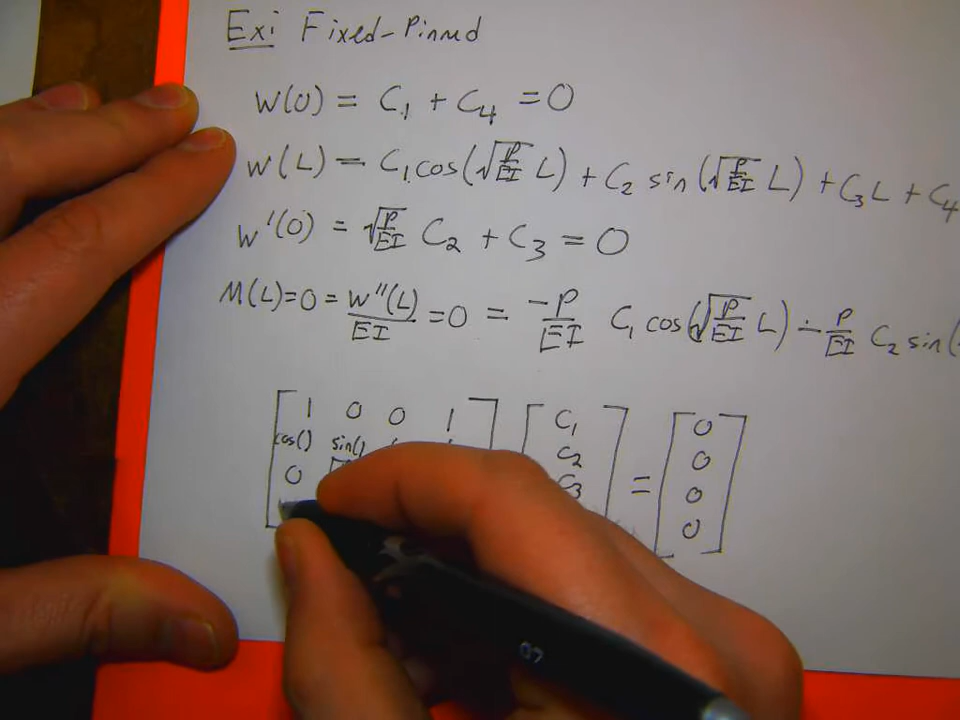 Ex: Fixed-Pinned
w(0) = C₁ + C₄ = 0
w(L) = C₁cos(√(P/EI) L) + C₂ sin(√(P/EI) L) + C₃L + C₄
w'(0) = √(P/EI) C₂ + C₃ = 0
M(L)=0 = w''(L)/EI = 0 = -P/EI C₁ cos(√(P/EI) L) - P/EI C₂ sin(
1 0 0 1 C₁ 0
cos() sin() C₂ 0
0 C₃ = 0
0
07